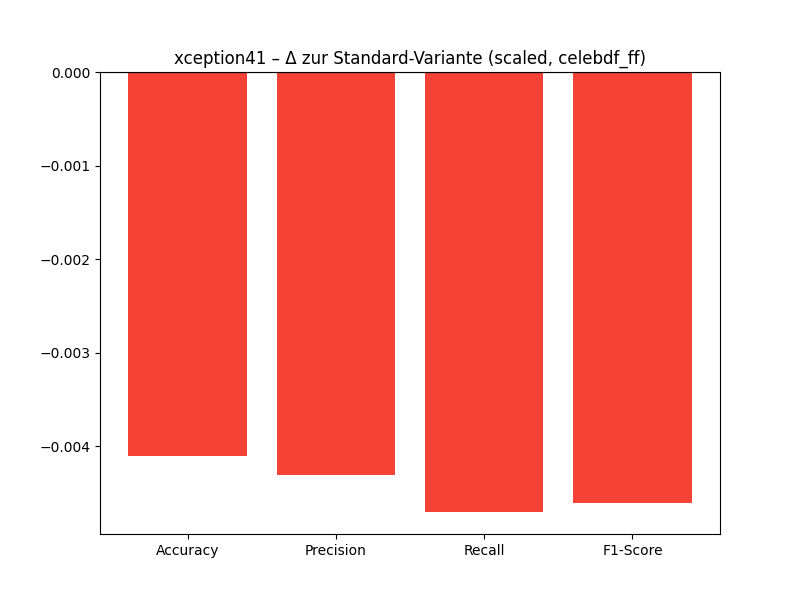 xception41 – Δ zur Standard-Variante (scaled, celebdf_ff)
0.000
−0.001
−0.002
−0.003
−0.004
Accuracy Precision Recall F1-Score